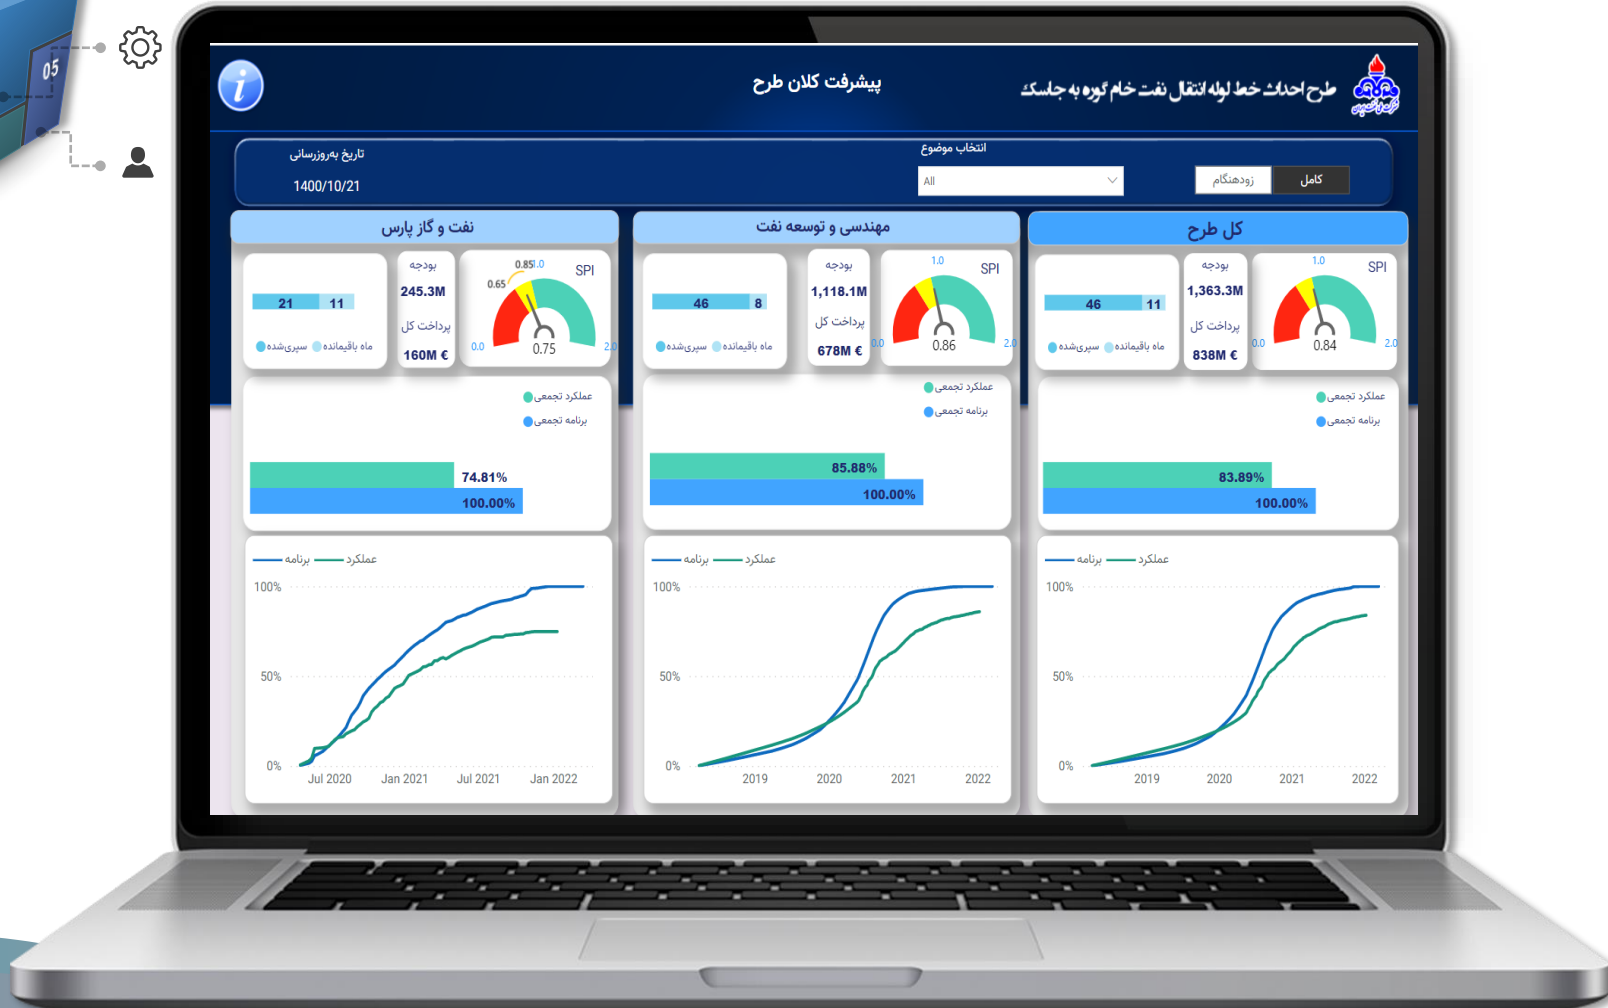 05
طرح احداث خط لوله انتقال نفت خام گوره به جاسک
پیشرفت کلان طرح
انتخاب موضوع
All
کامل
زودهنگام
تاریخ به‌روزرسانی
1400/10/21
کل طرح
SPI
1.0
0.0
2.0
0.84
بودجه
1,363.3M
پرداخت کل
838M €
46
11
ماه باقیمانده
سپری‌شده
عملکرد تجمعی
برنامه تجمعی
83.89%
100.00%
برنامه
عملکرد
100%
50%
0%
2019 2020 2021 2022
مهندسی و توسعه نفت
SPI
1.0
0.0
2.0
0.86
بودجه
1,118.1M
پرداخت کل
678M €
46
8
ماه باقیمانده
سپری‌شده
عملکرد تجمعی
برنامه تجمعی
85.88%
100.00%
برنامه
عملکرد
100%
50%
0%
2019 2020 2021 2022
نفت و گاز پارس
SPI
0.85
1.0
0.65
0.0
2.0
0.75
بودجه
245.3M
پرداخت کل
160M €
21
11
ماه باقیمانده
سپری‌شده
عملکرد تجمعی
برنامه تجمعی
74.81%
100.00%
برنامه
عملکرد
100%
50%
0%
Jul 2020 Jan 2021 Jul 2021 Jan 2022